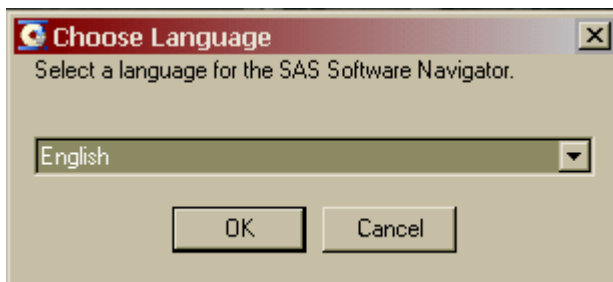 Choose Language
Select a language for the SAS Software Navigator.
English
OK
Cancel